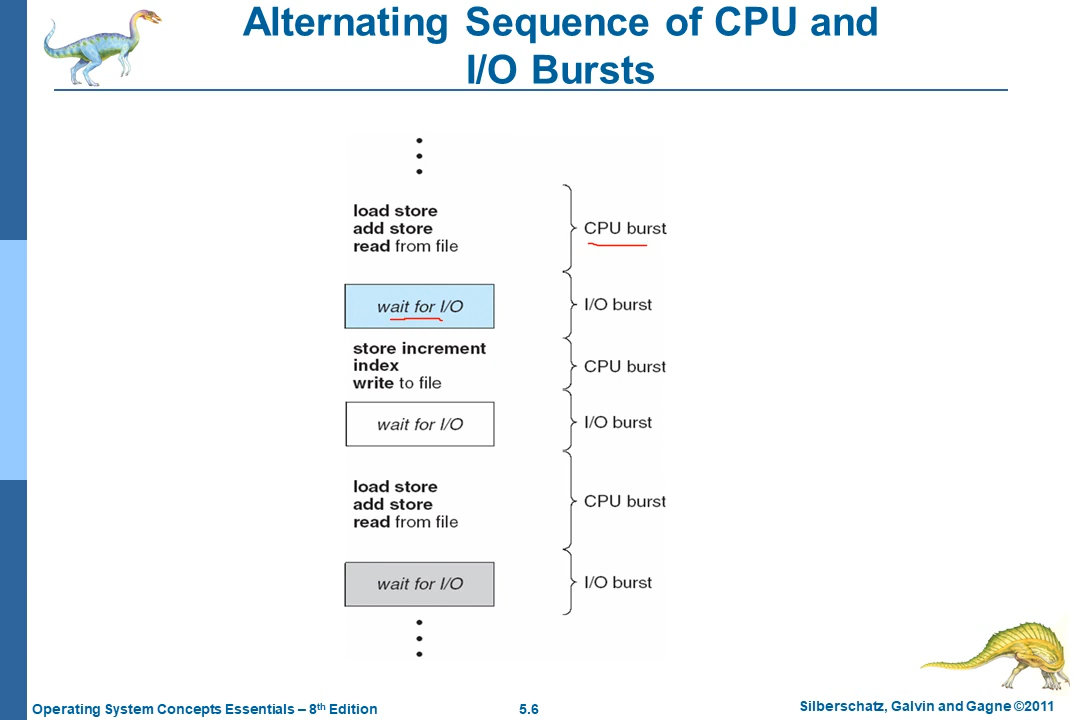 Alternating Sequence of CPU and
I/O Bursts
load store
add store
read from file
CPU burst
wait for I/O
I/O burst
store increment
index
write to file
CPU burst
wait for I/O
I/O burst
load store
add store
read from file
CPU burst
wait for I/O
I/O burst
Operating System Concepts Essentials – 8th Edition
5.6
Silberschatz, Galvin and Gagne ©2011